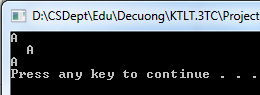 D:\CSDept\Edu\Decuong\KTLT.3TC\Project
A
  A
A
Press any key to continue . . .